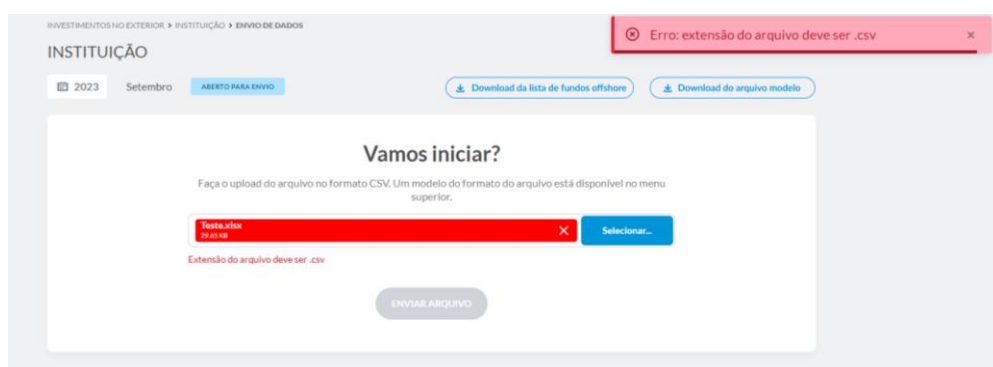 INVESTIMENTOS NO EXTERIOR > INSTITUIÇÃO > ENVIO DE DADOS
Erro: extensão do arquivo deve ser .csv
INSTITUIÇÃO
2023 Setembro ABERTO PARA ENVIO Download da lista de fundos offshore Download do arquivo modelo
Vamos iniciar?
Faça o upload do arquivo no formato CSV. Um modelo do formato do arquivo está disponível no menu
superior.
Teste.xlsx
29.65 KB
Selecionar...
Extensão do arquivo deve ser .csv
ENVIAR ARQUIVO